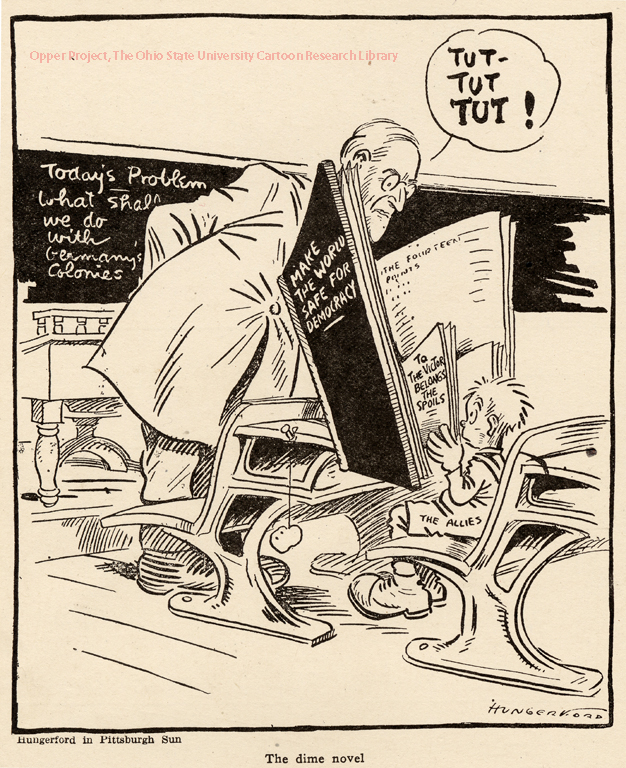 Opper Project, The Ohio State University Cartoon Research Library
TUT-
TUT
TUT!
Today's Problem
What shall
we do
with
Germany's
Colonies
MAKE
THE WORLD
SAFE FOR
DEMOCRACY
THE FOURTEEN
POINTS
TO
THE VICTOR
BELONGS
THE
SPOILS
THE ALLIES
HUNGERFORD
Hungerford in Pittsburgh Sun
The dime novel